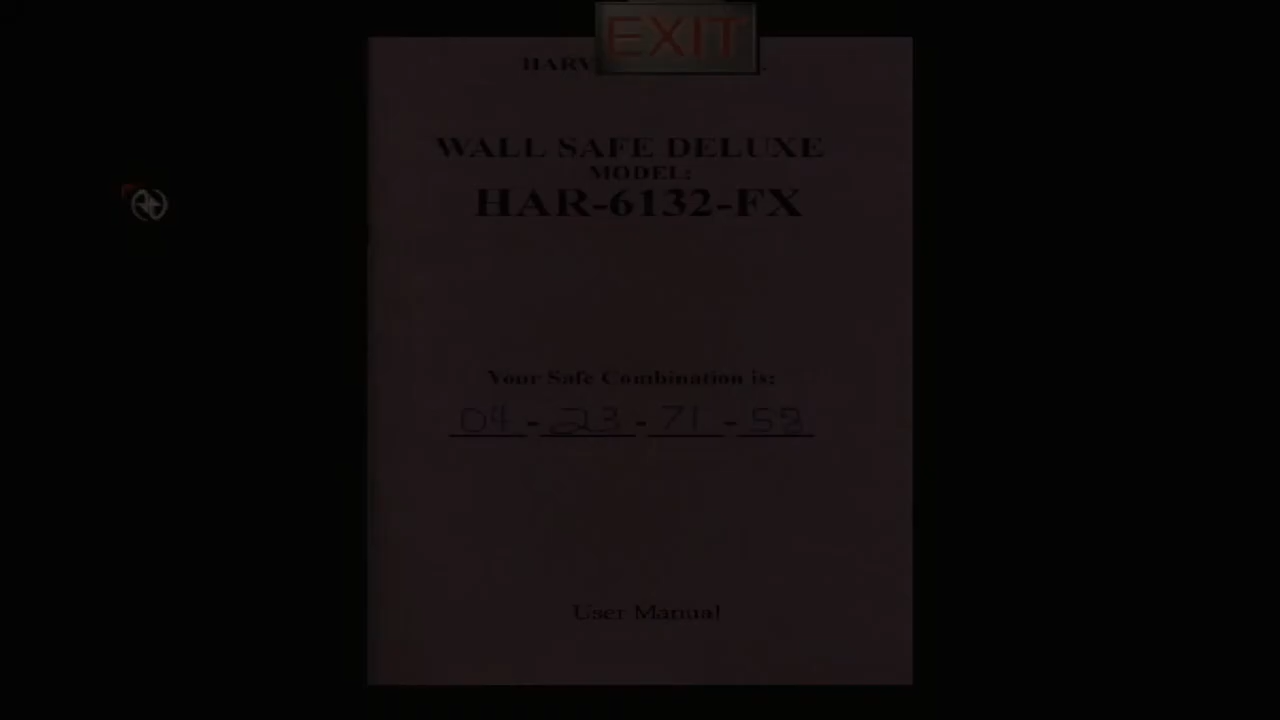 EXIT
WALL SAFE DELUXE
MODEL:
HAR-6132-FX
Your Safe Combination is:
04 - 23 - 71 - 58
User Manual